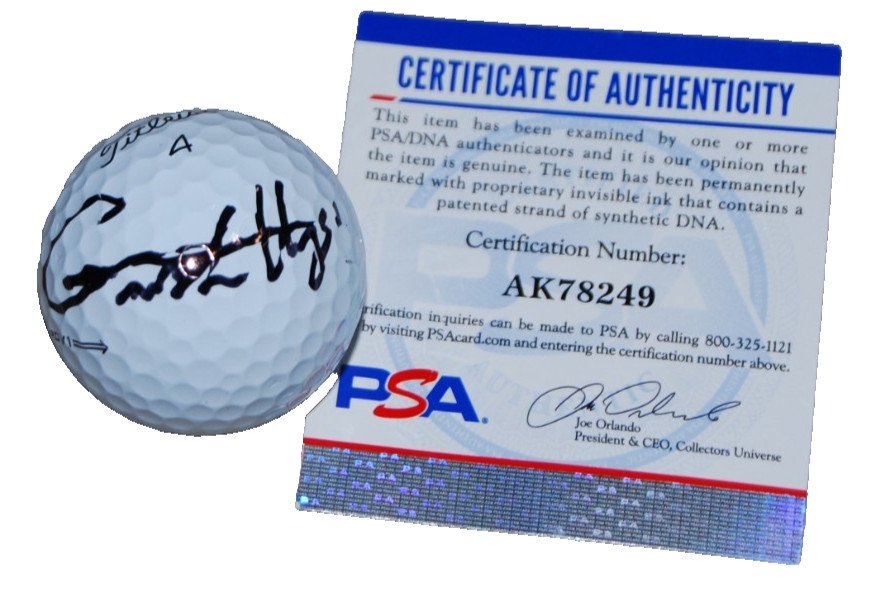 Titleist
4
CERTIFICATE OF AUTHENTICITY
This item has been examined by one or more
PSA/DNA authenticators and it is our opinion that
the item is genuine. The item has been permanently
marked with proprietary invisible ink that contains a
patented strand of synthetic DNA.
Certification Number:
AK78249
rification inquiries can be made to PSA by calling 800-325-1121
by visiting PSAcard.com and entering the certification number above.
PSA.
Joe Orlando
President & CEO, Collectors Universe